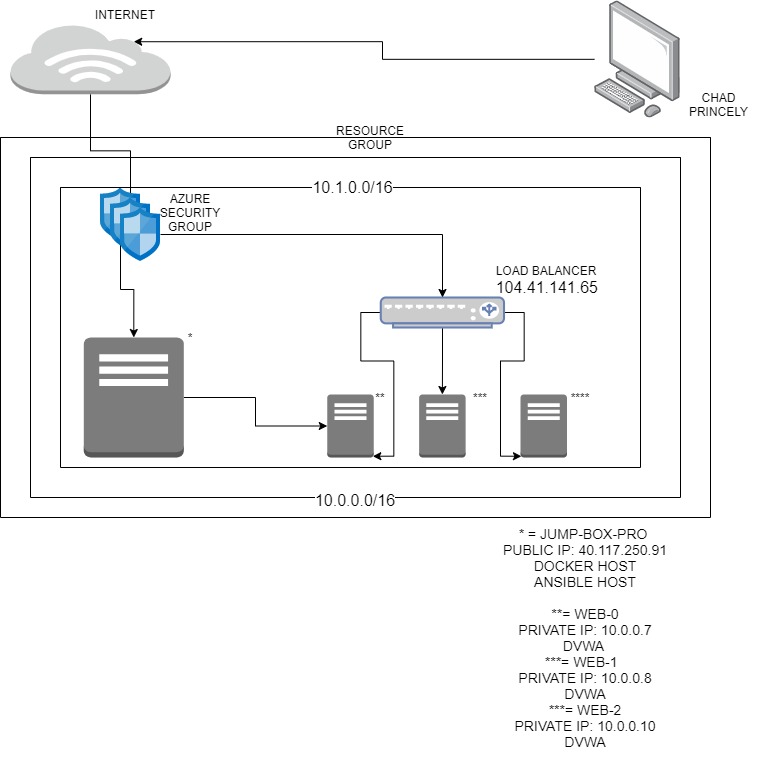 INTERNET
CHAD
PRINCELY
RESOURCE
GROUP
10.1.0.0/16
AZURE
SECURITY
GROUP
LOAD BALANCER
104.41.141.65
*
**
***
****
10.0.0.0/16
* = JUMP-BOX-PRO
PUBLIC IP: 40.117.250.91
DOCKER HOST
ANSIBLE HOST
**= WEB-0
PRIVATE IP: 10.0.0.7
DVWA
***= WEB-1
PRIVATE IP: 10.0.0.8
DVWA
***= WEB-2
PRIVATE IP: 10.0.0.10
DVWA